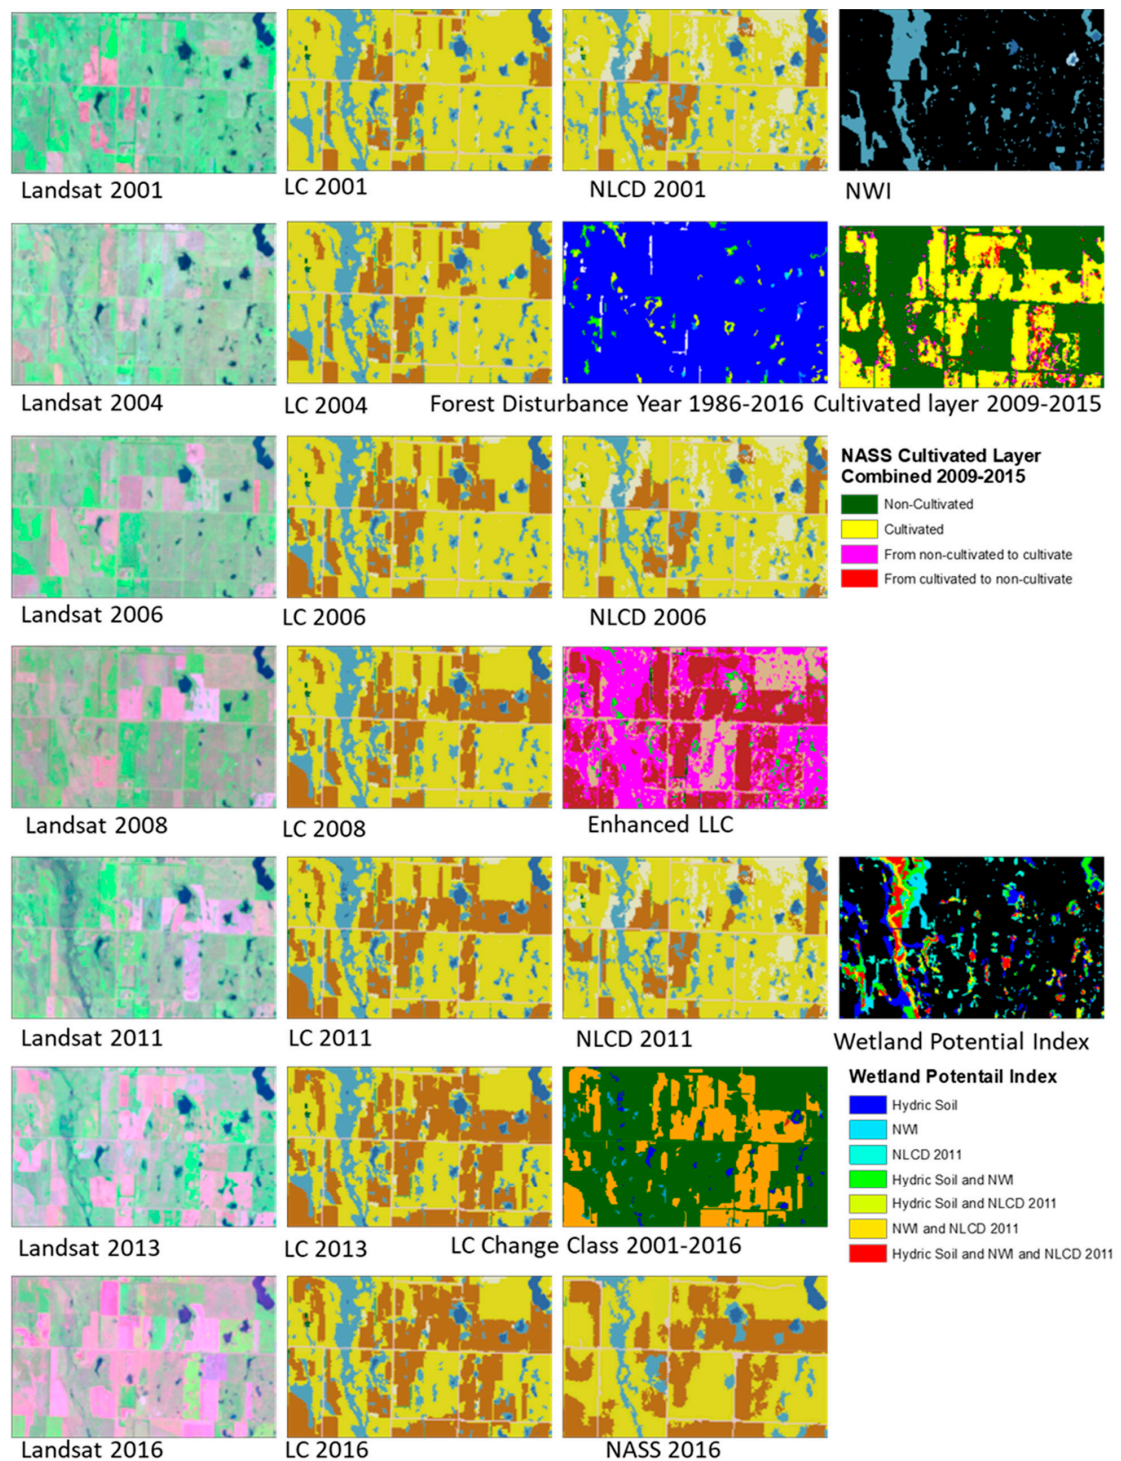 Landsat 2001
LC 2001
NLCD 2001
NWI
Landsat 2004
LC 2004
Forest Disturbance Year 1986-2016
Cultivated layer 2009-2015
NASS Cultivated Layer
Combined 2009-2015
Non-Cultivated
Cultivated
From non-cultivated to cultivate
From cultivated to non-cultivate
Landsat 2006
LC 2006
NLCD 2006
Landsat 2008
LC 2008
Enhanced LLC
Landsat 2011
LC 2011
NLCD 2011
Wetland Potential Index
Wetland Potentail Index
Hydric Soil
NWI
NLCD 2011
Hydric Soil and NWI
Hydric Soil and NLCD 2011
NWI and NLCD 2011
Hydric Soil and NWI and NLCD 2011
Landsat 2013
LC 2013
LC Change Class 2001-2016
Landsat 2016
LC 2016
NASS 2016